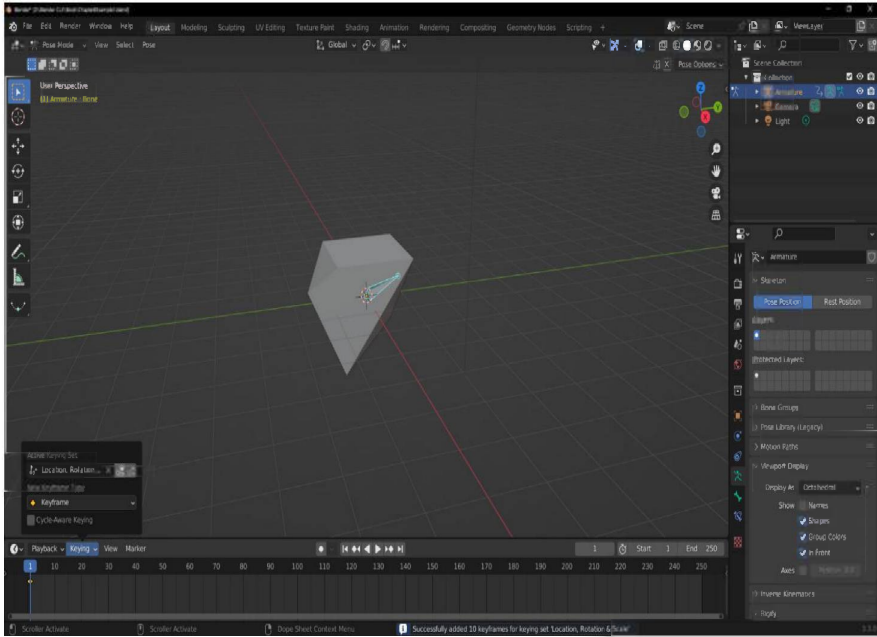 File Edit Render Window Help Layout Modeling Sculpting UV Editing Texture Paint Shading Animation Rendering Compositing Geometry Nodes Scripting + Scene ViewLayer
Pose Mode View Select Pose Global
Pose Options
User Perspective
(1) Armature : Bone
Z
Y
X
Scene Collection
Collection
Armature
Camera
Light
Armature
Skeleton
Pose Position Rest Position
Layers:
Protected Layers:
Bone Groups
Pose Library (Legacy)
Motion Paths
Viewport Display
Display As Octahedral
Show Names
Shapes
Group Colors
In Front
Axes Position 0.0
Inverse Kinematics
Rigify
Active Keying Set
Location, Rotation ...
New Keyframe Type
Keyframe
Cycle-Aware Keying
Playback Keying View Marker 1 Start 1 End 250
1 10 20 30 40 50 60 70 80 90 100 110 120 130 140 150 160 170 180 190 200 210 220 230 240 250
Scroller Activate Scroller Activate Dope Sheet Context Menu Successfully added 10 keyframes for keying set 'Location, Rotation & Scale'